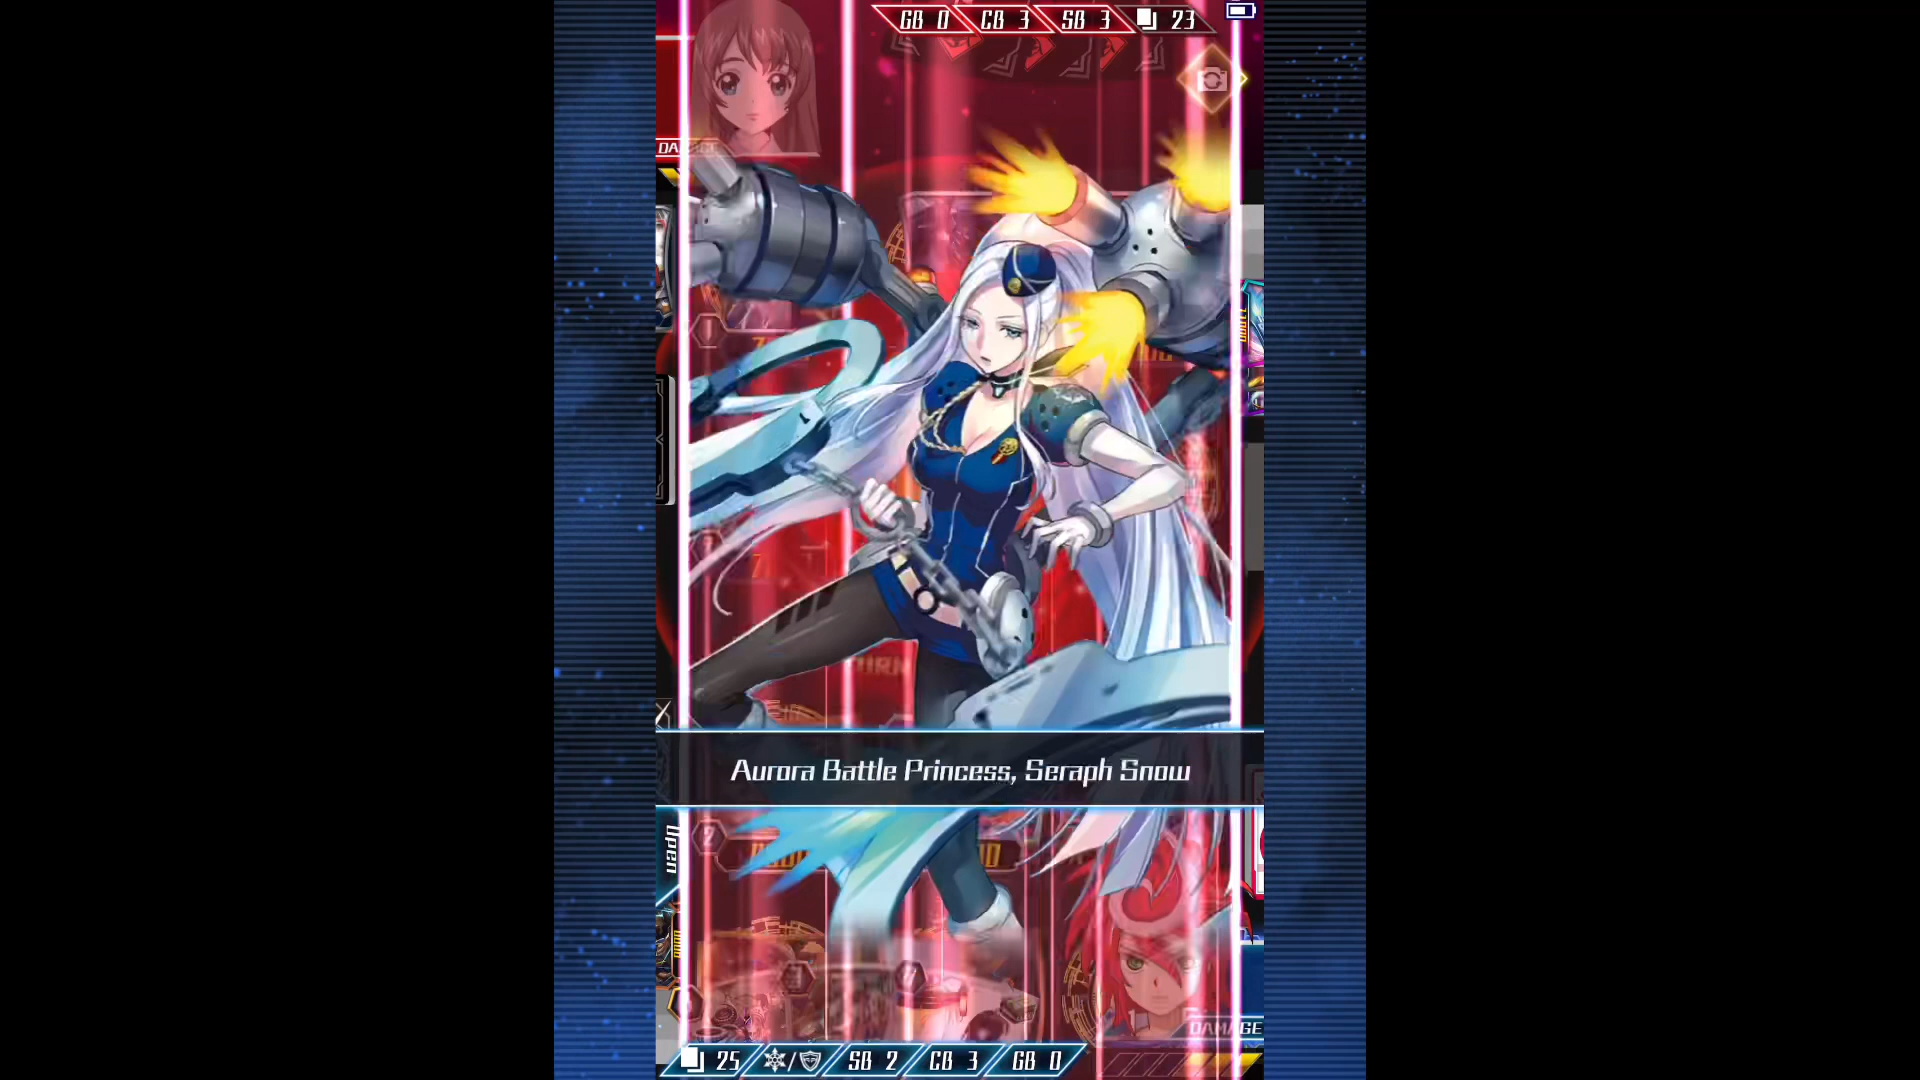 GB 0 CB 3 SB 3 23
DAMAGE
Aurora Battle Princess, Seraph Snow
Open
DAMAGE
25 / SB 2 CB 3 GB 0